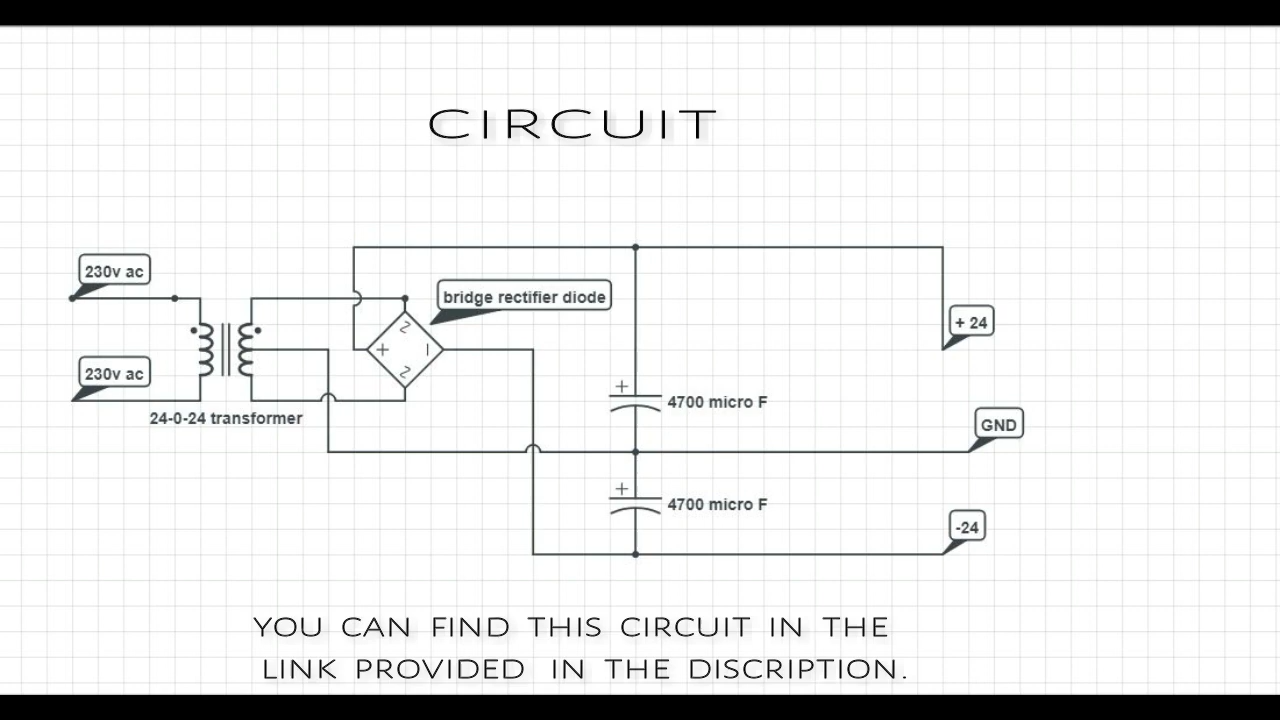 CIRCUIT
230v ac
bridge rectifier diode
+ 24
230v ac
+
4700 micro F
24-0-24 transformer
GND
+
4700 micro F
-24
YOU CAN FIND THIS CIRCUIT IN THE
LINK PROVIDED IN THE DISCRIPTION.